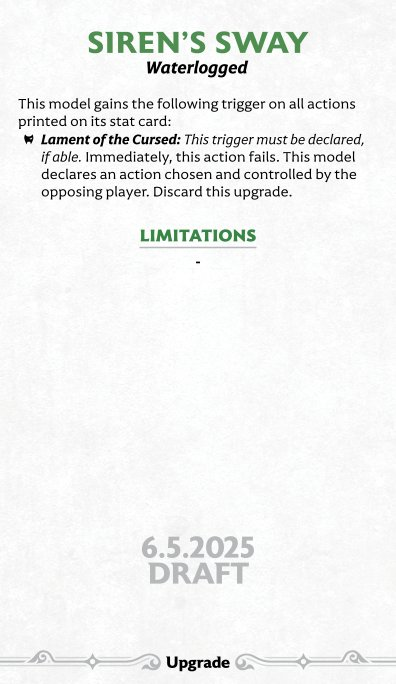 SIREN'S SWAY
Waterlogged
This model gains the following trigger on all actions
printed on its stat card:
Lament of the Cursed: This trigger must be declared,
if able. Immediately, this action fails. This model
declares an action chosen and controlled by the
opposing player. Discard this upgrade.
LIMITATIONS
-
6.5.2025
DRAFT
Upgrade